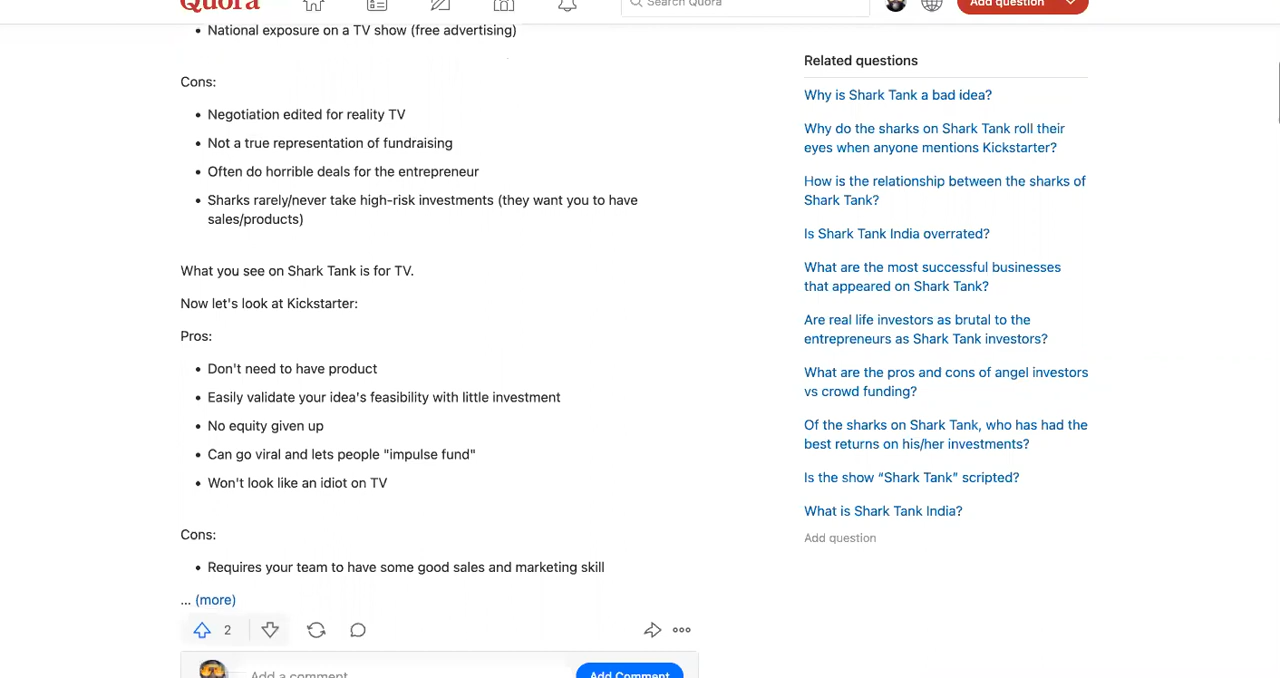 Quora
Search Quora
Add question
• National exposure on a TV show (free advertising)
Cons:
• Negotiation edited for reality TV
• Not a true representation of fundraising
• Often do horrible deals for the entrepreneur
• Sharks rarely/never take high-risk investments (they want you to have
sales/products)
What you see on Shark Tank is for TV.
Now let's look at Kickstarter:
Pros:
• Don't need to have product
• Easily validate your idea's feasibility with little investment
• No equity given up
• Can go viral and lets people "impulse fund"
• Won't look like an idiot on TV
Cons:
• Requires your team to have some good sales and marketing skill
... (more)
2
Add a comment
Add Comment
Related questions
Why is Shark Tank a bad idea?
Why do the sharks on Shark Tank roll their
eyes when anyone mentions Kickstarter?
How is the relationship between the sharks of
Shark Tank?
Is Shark Tank India overrated?
What are the most successful businesses
that appeared on Shark Tank?
Are real life investors as brutal to the
entrepreneurs as Shark Tank investors?
What are the pros and cons of angel investors
vs crowd funding?
Of the sharks on Shark Tank, who has had the
best returns on his/her investments?
Is the show “Shark Tank” scripted?
What is Shark Tank India?
Add question